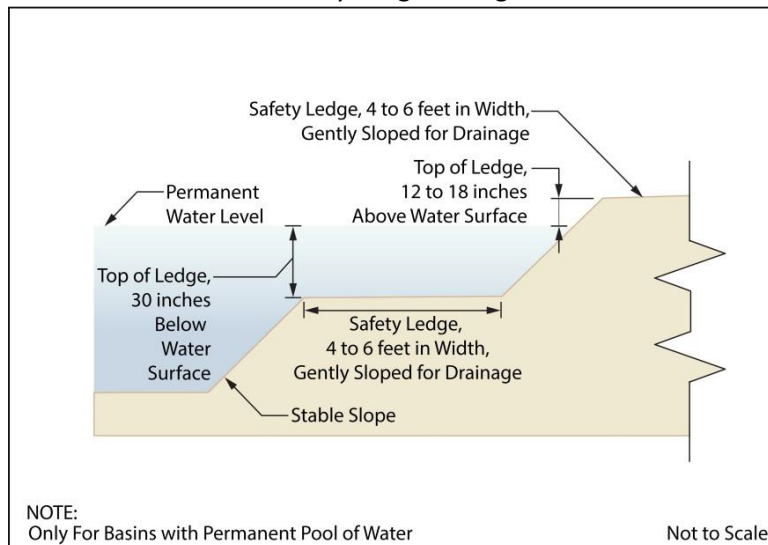 Safety Ledge, 4 to 6 feet in Width,
Gently Sloped for Drainage
Top of Ledge,
12 to 18 inches
Above Water Surface
Permanent
Water Level
Top of Ledge,
30 inches
Below
Water
Surface
Safety Ledge,
4 to 6 feet in Width,
Gently Sloped for Drainage
Stable Slope
NOTE:
Only For Basins with Permanent Pool of Water
Not to Scale